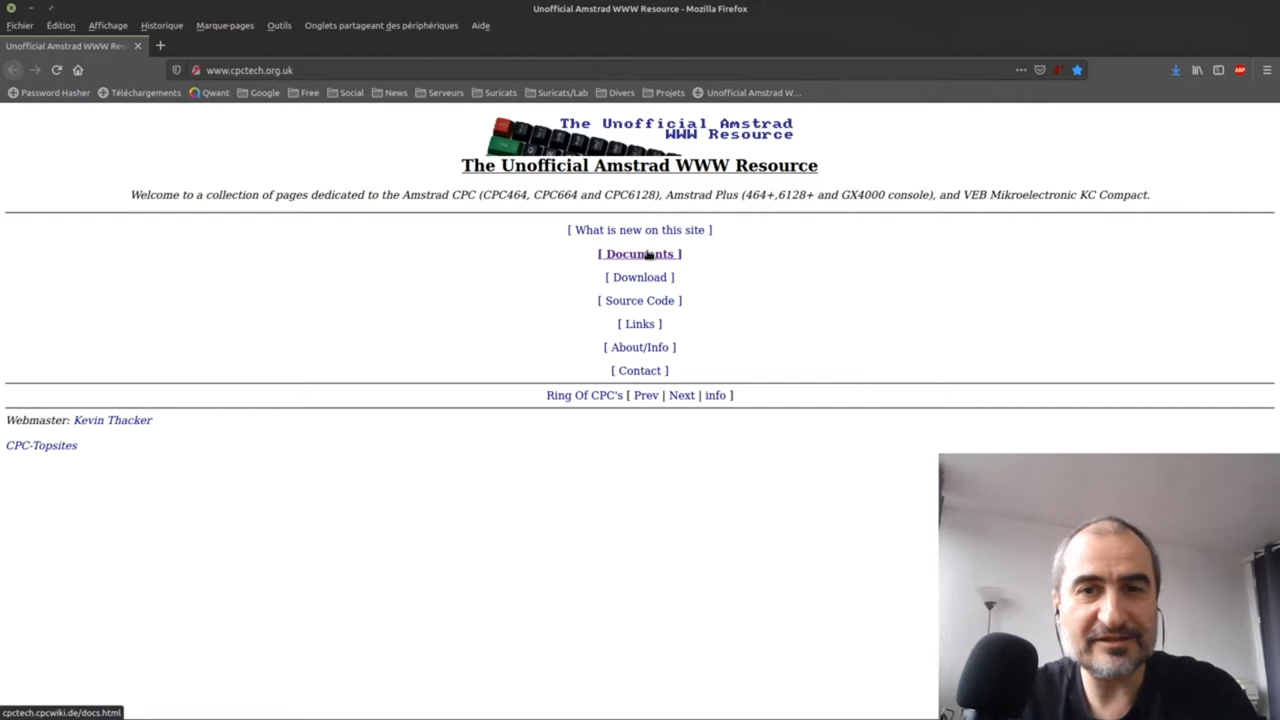 Unofficial Amstrad WWW Resource - Mozilla Firefox
Fichier Édition Affichage Historique Marque-pages Outils Onglets partageant des périphériques Aide
Unofficial Amstrad WWW Res
www.cpctech.org.uk
Password Hasher Téléchargements Qwant Google Free Social News Serveurs Suricats Suricats/Lab Divers Projets Unofficial Amstrad W...
The Unofficial Amstrad
WWW Resource
The Unofficial Amstrad WWW Resource
Welcome to a collection of pages dedicated to the Amstrad CPC (CPC464, CPC664 and CPC6128), Amstrad Plus (464+,6128+ and GX4000 console), and VEB Mikroelectronic KC Compact.
[ What is new on this site ]
[ Documents ]
[ Download ]
[ Source Code ]
[ Links ]
[ About/Info ]
[ Contact ]
Ring Of CPC's [ Prev | Next | info ]
Webmaster: Kevin Thacker
CPC-Topsites
cpctech.cpcwiki.de/docs.html